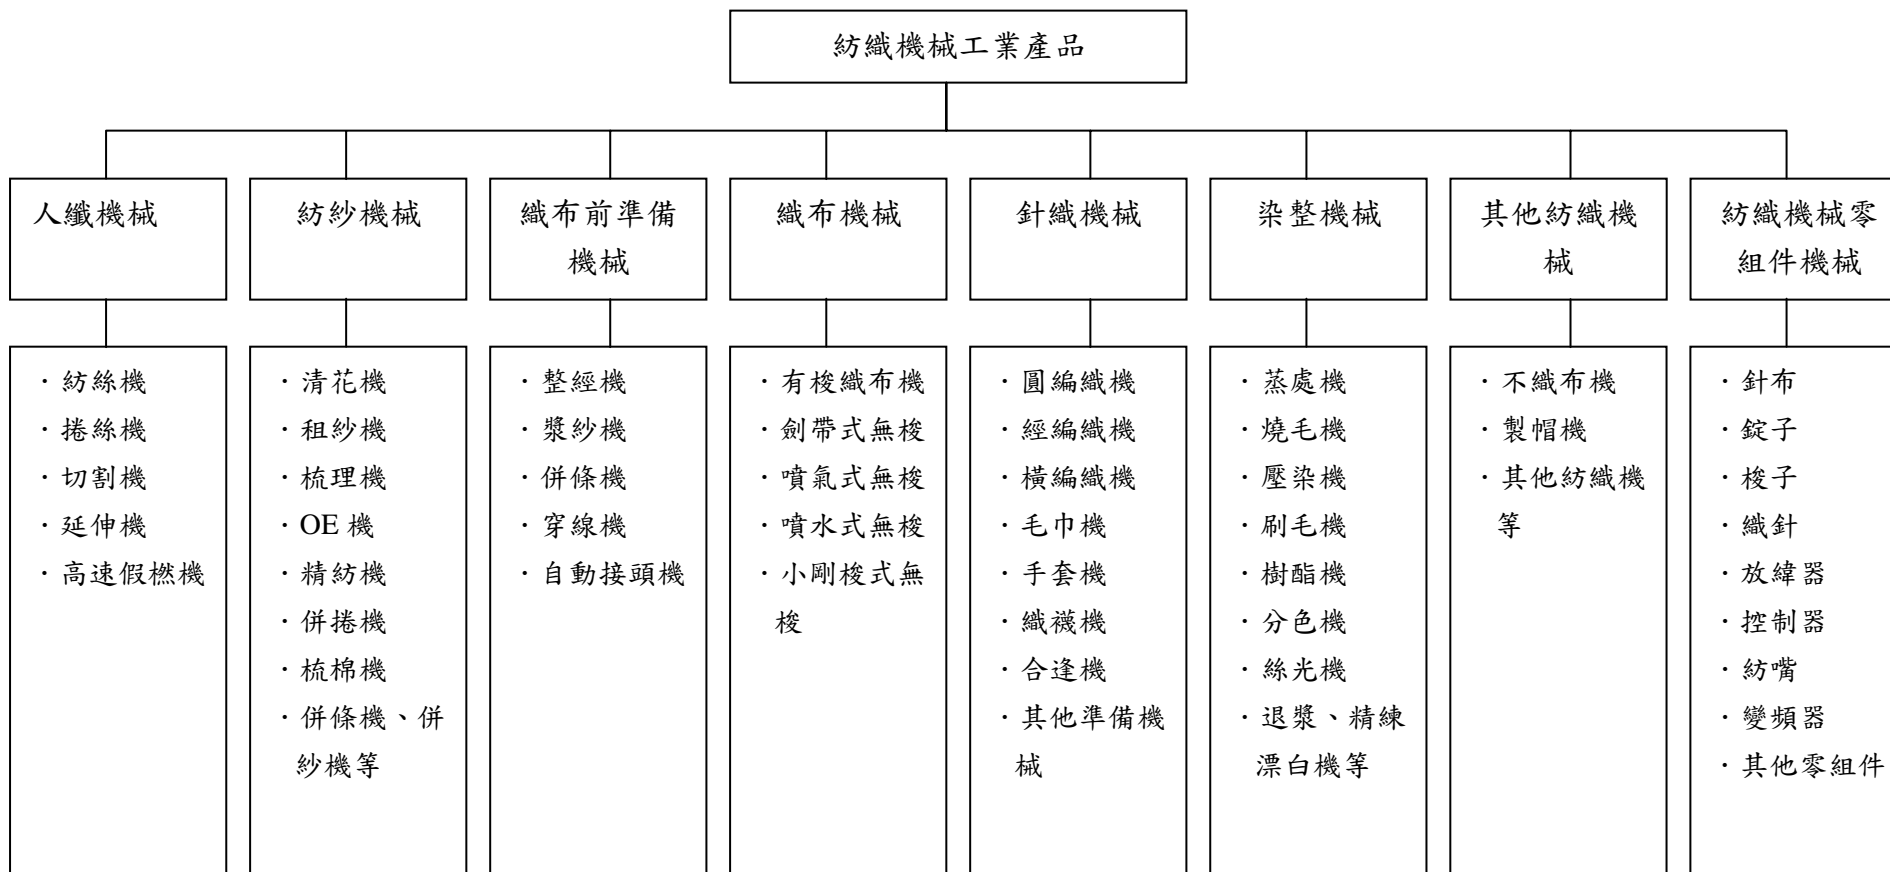 紡織機械工業產品
人纖機械
紡紗機械
織布前準備
機械
織布機械
針織機械
染整機械
其他紡織機
械
紡織機械零
組件機械
．紡絲機
．捲絲機
．切割機
．延伸機
．高速假撚機
．清花機
．租紗機
．梳理機
．OE 機
．精紡機
．併捲機
．梳棉機
．併條機、併
紗機等
．整經機
．漿紗機
．併條機
．穿線機
．自動接頭機
．有梭織布機
．劍帶式無梭
．噴氣式無梭
．噴水式無梭
．小剛梭式無
梭
．圓編織機
．經編織機
．橫編織機
．毛巾機
．手套機
．織襪機
．合逢機
．其他準備機
械
．蒸處機
．燒毛機
．壓染機
．刷毛機
．樹酯機
．分色機
．絲光機
．退漿、精練
漂白機等
．不織布機
．製帽機
．其他紡織機
等
．針布
．錠子
．梭子
．織針
．放緯器
．控制器
．紡嘴
．變頻器
．其他零組件